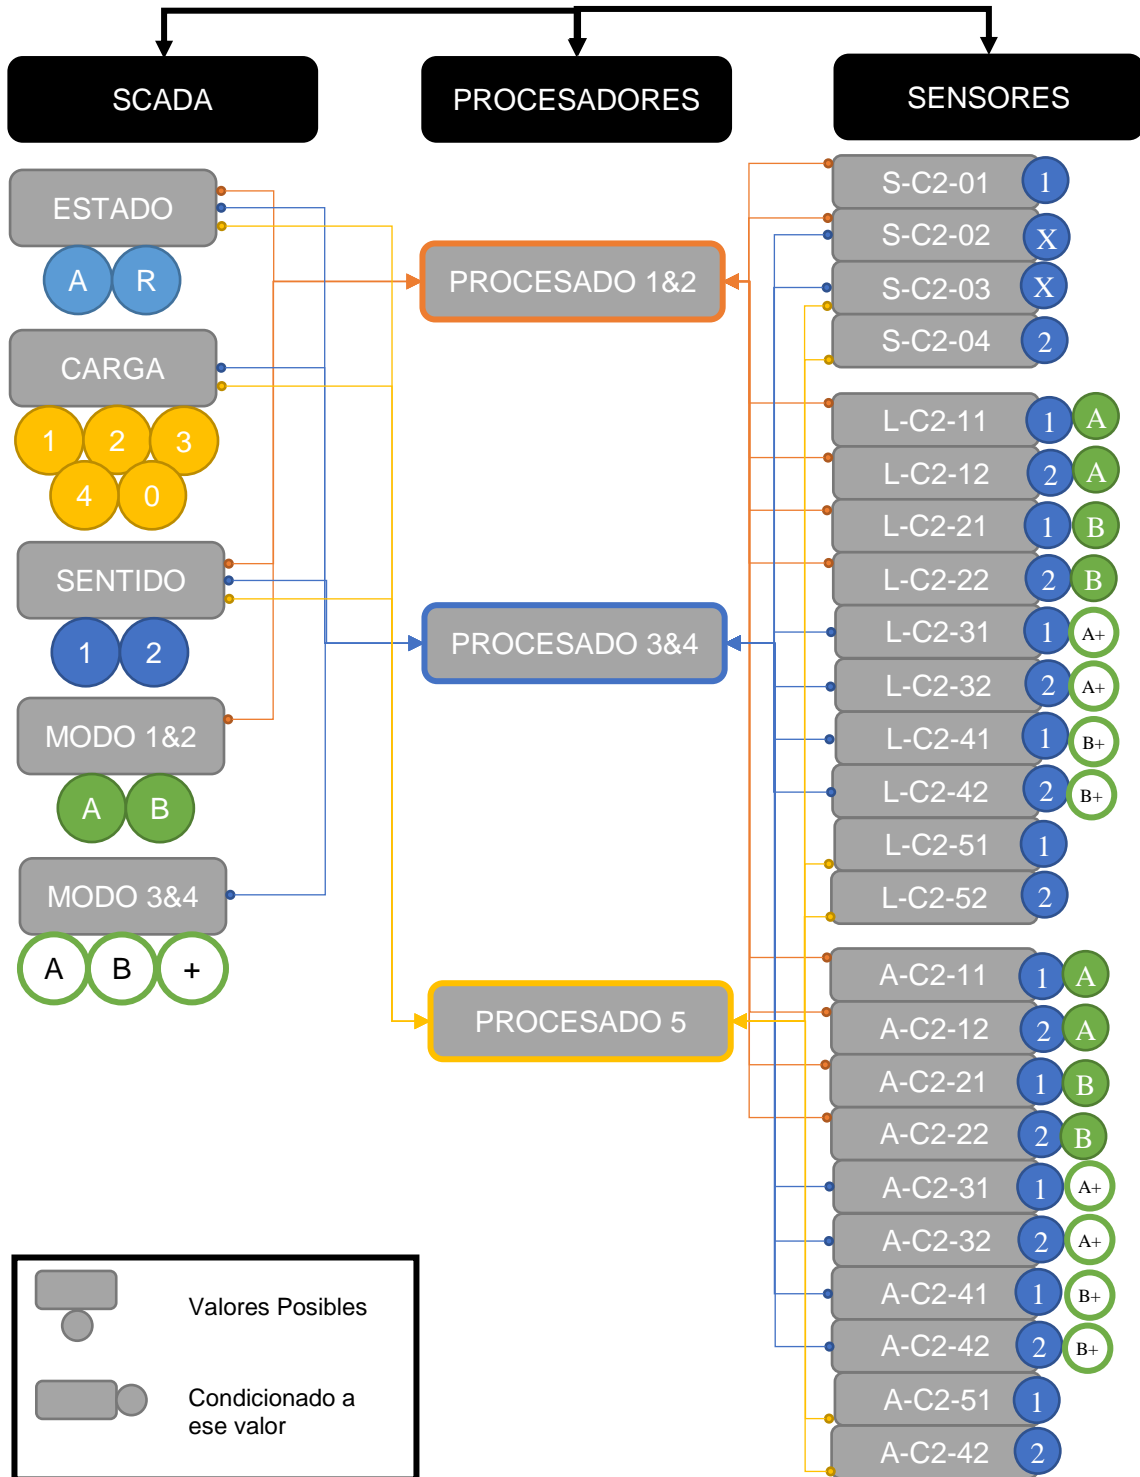 SCADA
PROCESADORES
SENSORES
ESTADO
A R
CARGA
1 2 3
4 0
SENTIDO
1 2
MODO 1&2
A B
MODO 3&4
A B +
PROCESADO 1&2
PROCESADO 3&4
PROCESADO 5
S-C2-01 1
S-C2-02 X
S-C2-03 X
S-C2-04 2
L-C2-11 1 A
L-C2-12 2 A
L-C2-21 1 B
L-C2-22 2 B
L-C2-31 1 A+
L-C2-32 2 A+
L-C2-41 1 B+
L-C2-42 2 B+
L-C2-51 1
L-C2-52 2
A-C2-11 1 A
A-C2-12 2 A
A-C2-21 1 B
A-C2-22 2 B
A-C2-31 1 A+
A-C2-32 2 A+
A-C2-41 1 B+
A-C2-42 2 B+
A-C2-51 1
A-C2-42 2
Valores Posibles
Condicionado a
ese valor